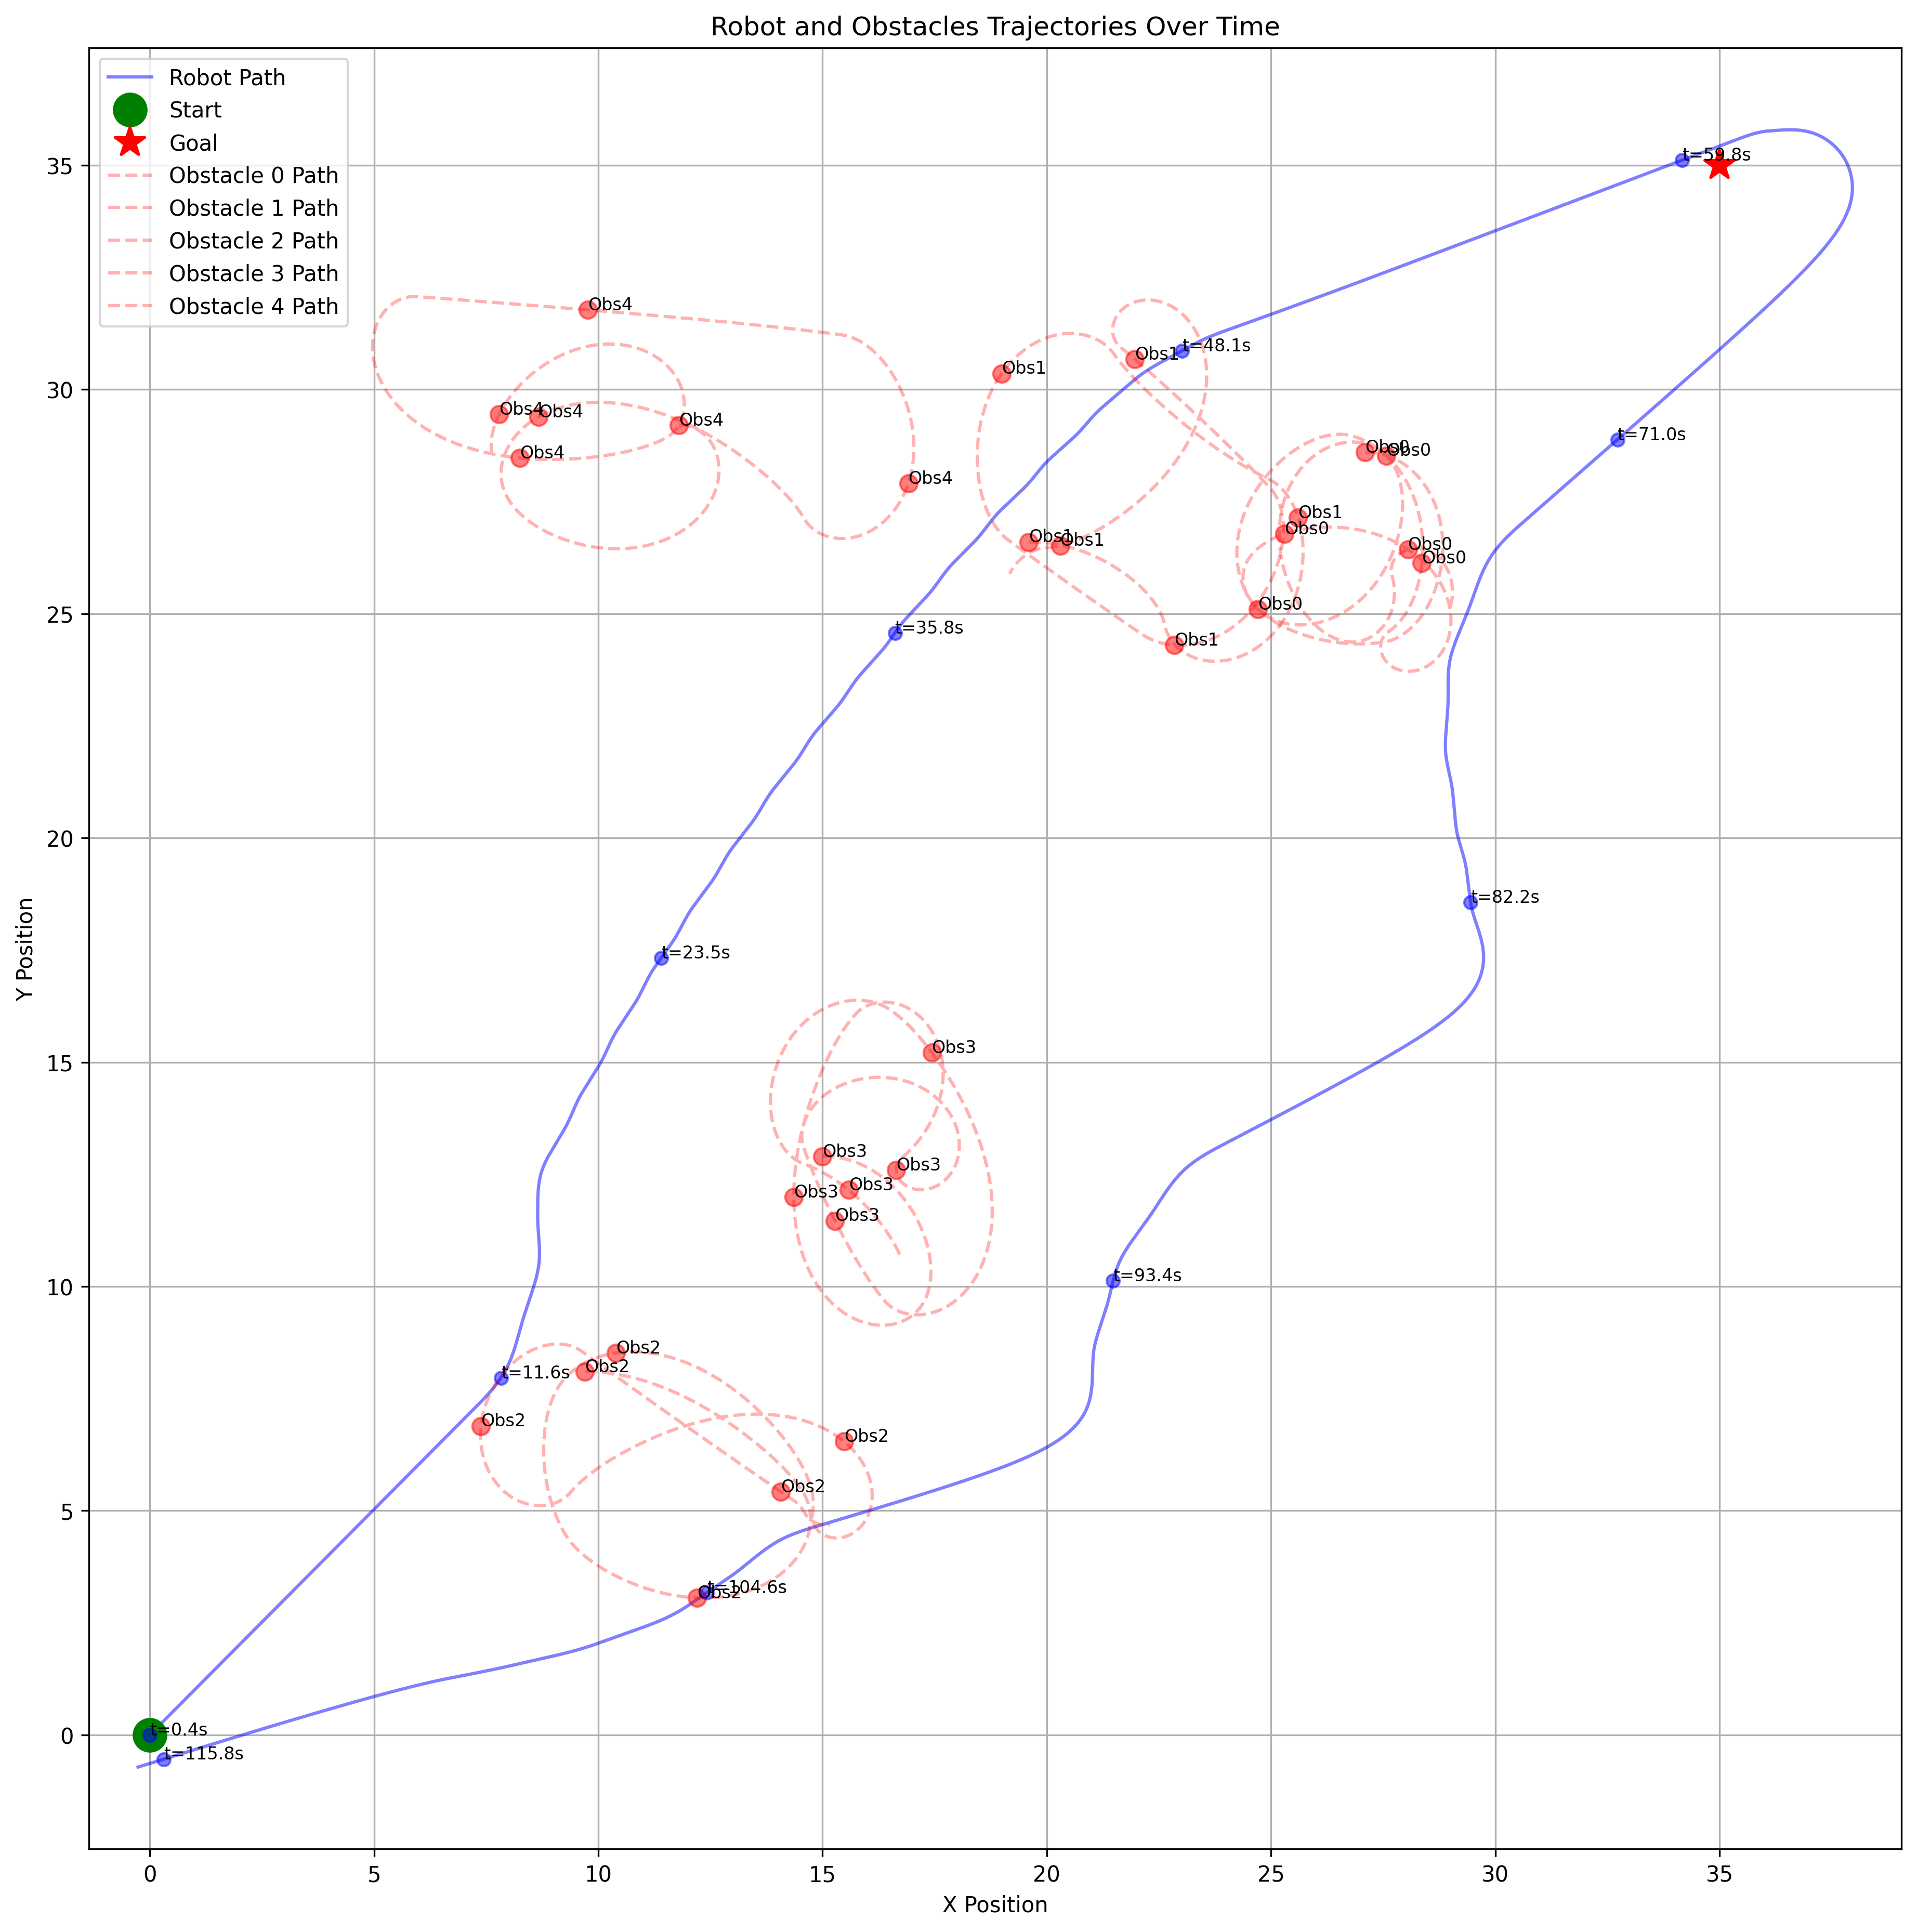 Robot and Obstacles Trajectories Over Time
Robot Path
Start
Goal
Obstacle 0 Path
Obstacle 1 Path
Obstacle 2 Path
Obstacle 3 Path
Obstacle 4 Path
35
30
25
20
15
10
5
0
Y Position
t=59.8s
Obs4
t=48.1s
Obs1
Obs1
Obs4
Obs4
Obs4
Obs4
Obs4
t=71.0s
Obs0
Obs0
Obs1
Obs0
Obs1
Obs1
Obs0
Obs0
Obs0
Obs1
t=35.8s
t=82.2s
t=23.5s
Obs3
Obs3
Obs3
Obs3
Obs3
Obs3
t=93.4s
t=11.6s
Obs2
Obs2
Obs2
Obs2
Obs2
Obs2
t=104.6s
t=0.4s
t=115.8s
0
5
10
15
20
25
30
35
X Position